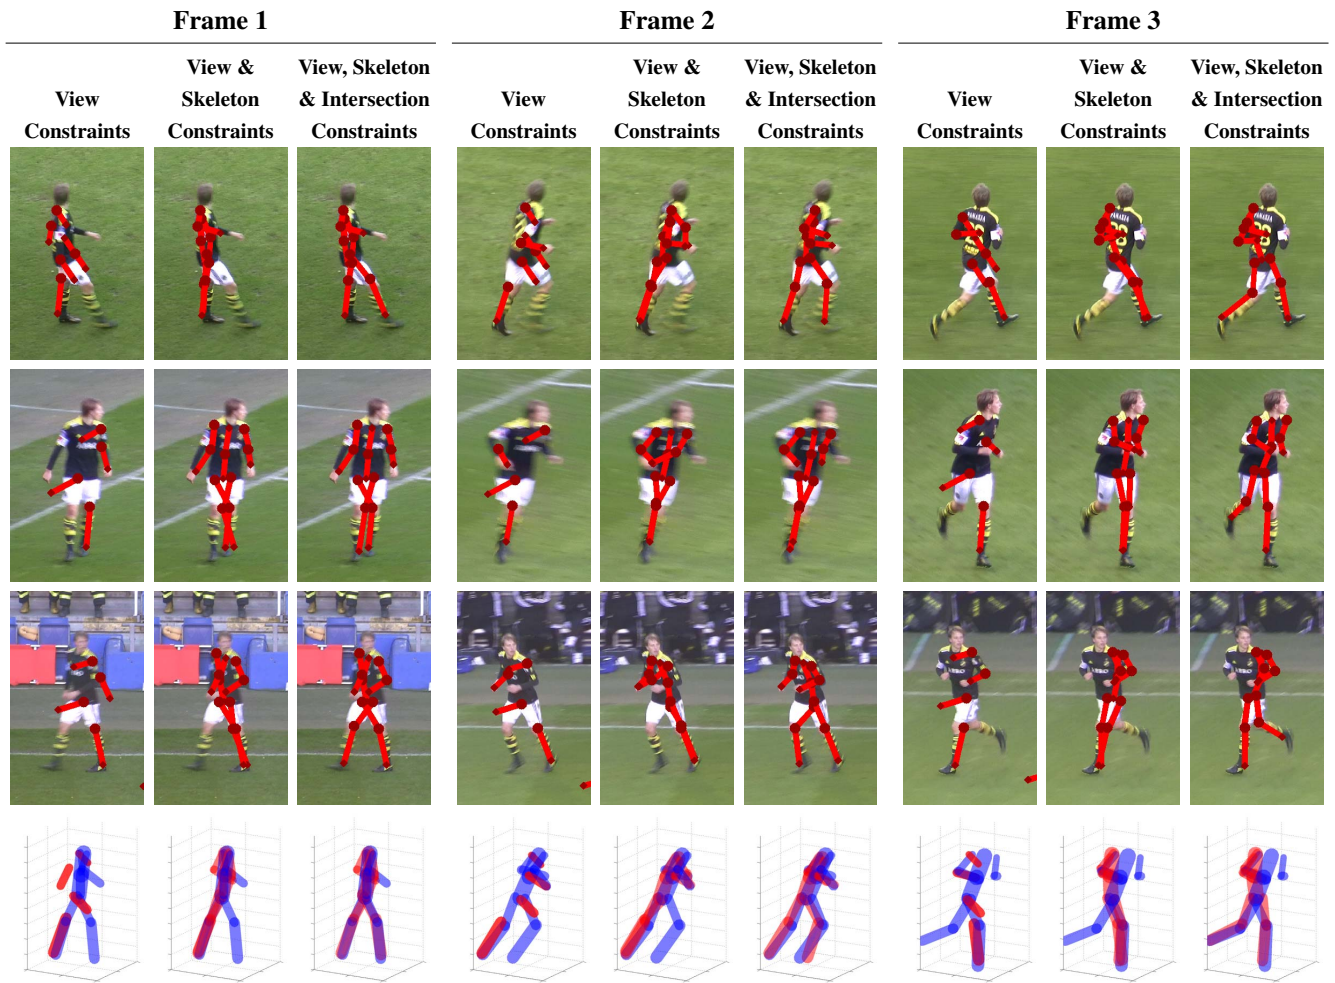 Frame 1
Frame 2
Frame 3
View
Constraints
View &
Skeleton
Constraints
View, Skeleton
& Intersection
Constraints
View
Constraints
View &
Skeleton
Constraints
View, Skeleton
& Intersection
Constraints
View
Constraints
View &
Skeleton
Constraints
View, Skeleton
& Intersection
Constraints